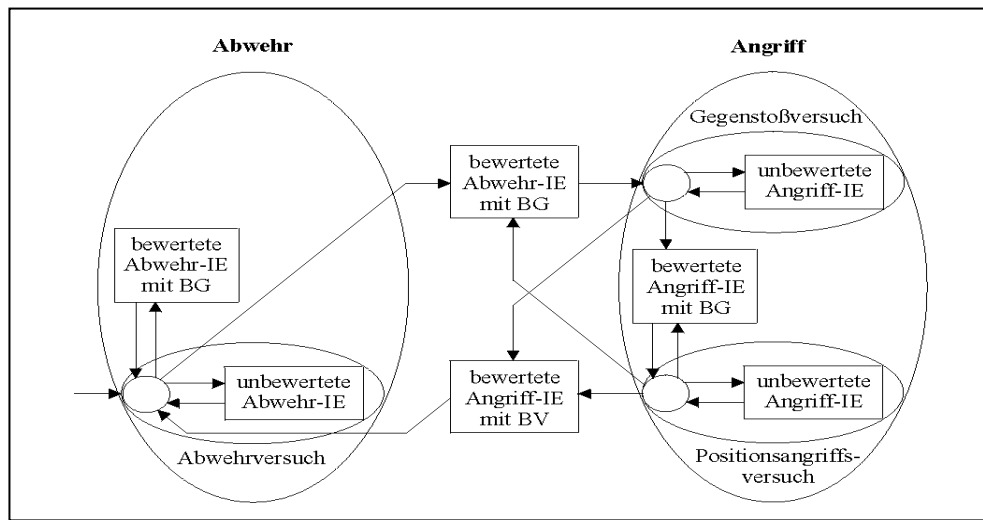 Abwehr
Angriff
Gegenstoßversuch
bewertete
Abwehr-IE
mit BG
unbewertete
Angriff-IE
bewertete
Abwehr-IE
mit BG
bewertete
Angriff-IE
mit BG
unbewertete
Abwehr-IE
bewertete
Angriff-IE
mit BV
unbewertete
Angriff-IE
Abwehrversuch
Positionsangriffs-
versuch